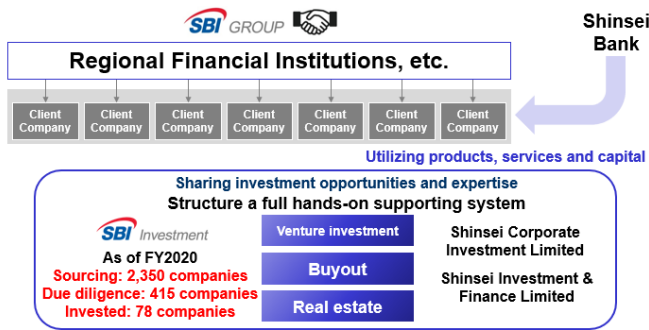 SBI GROUP
Shinsei
Bank
Regional Financial Institutions, etc.
Client
Company
Client
Company
Client
Company
Client
Company
Client
Company
Client
Company
Client
Company
Utilizing products, services and capital
Sharing investment opportunities and expertise
Structure a full hands-on supporting system
SBI Investment
As of FY2020
Sourcing: 2,350 companies
Due diligence: 415 companies
Invested: 78 companies
Venture investment
Buyout
Real estate
Shinsei Corporate
Investment Limited
Shinsei Investment &
Finance Limited